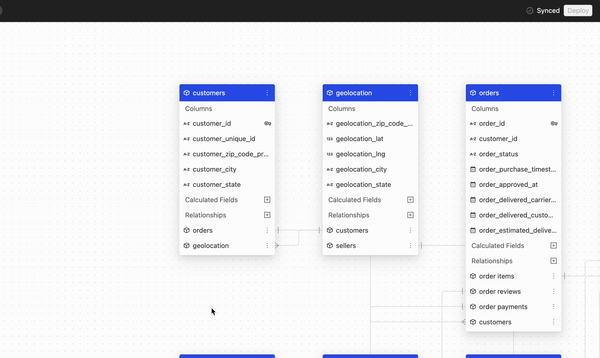 Synced
Deploy
customers
Columns
customer_id
customer_unique_id
customer_zip_code_pr...
customer_city
customer_state
Calculated Fields
Relationships
orders
geolocation
geolocation
Columns
geolocation_zip_code_...
geolocation_lat
geolocation_lng
geolocation_city
geolocation_state
Calculated Fields
Relationships
customers
sellers
orders
Columns
order_id
customer_id
order_status
order_purchase_timest...
order_approved_at
order_delivered_carrier...
order_delivered_custo...
order_estimated_delive...
Calculated Fields
Relationships
order items
order reviews
order payments
customers